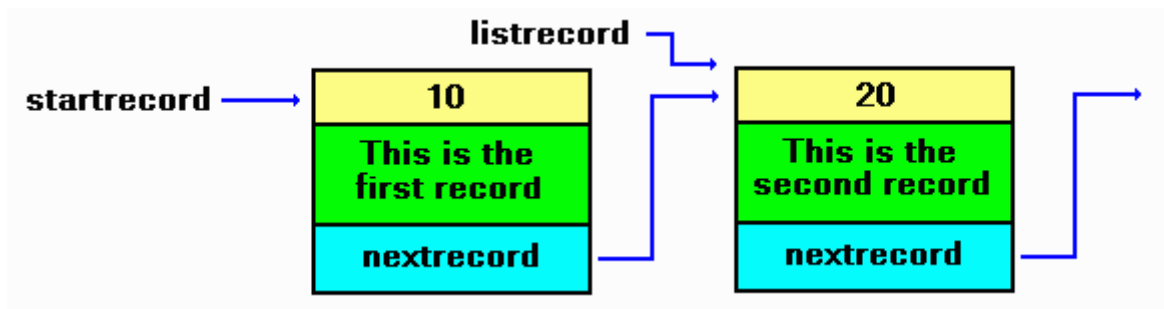 listrecord
startrecord
10
This is the
first record
nextrecord
20
This is the
second record
nextrecord